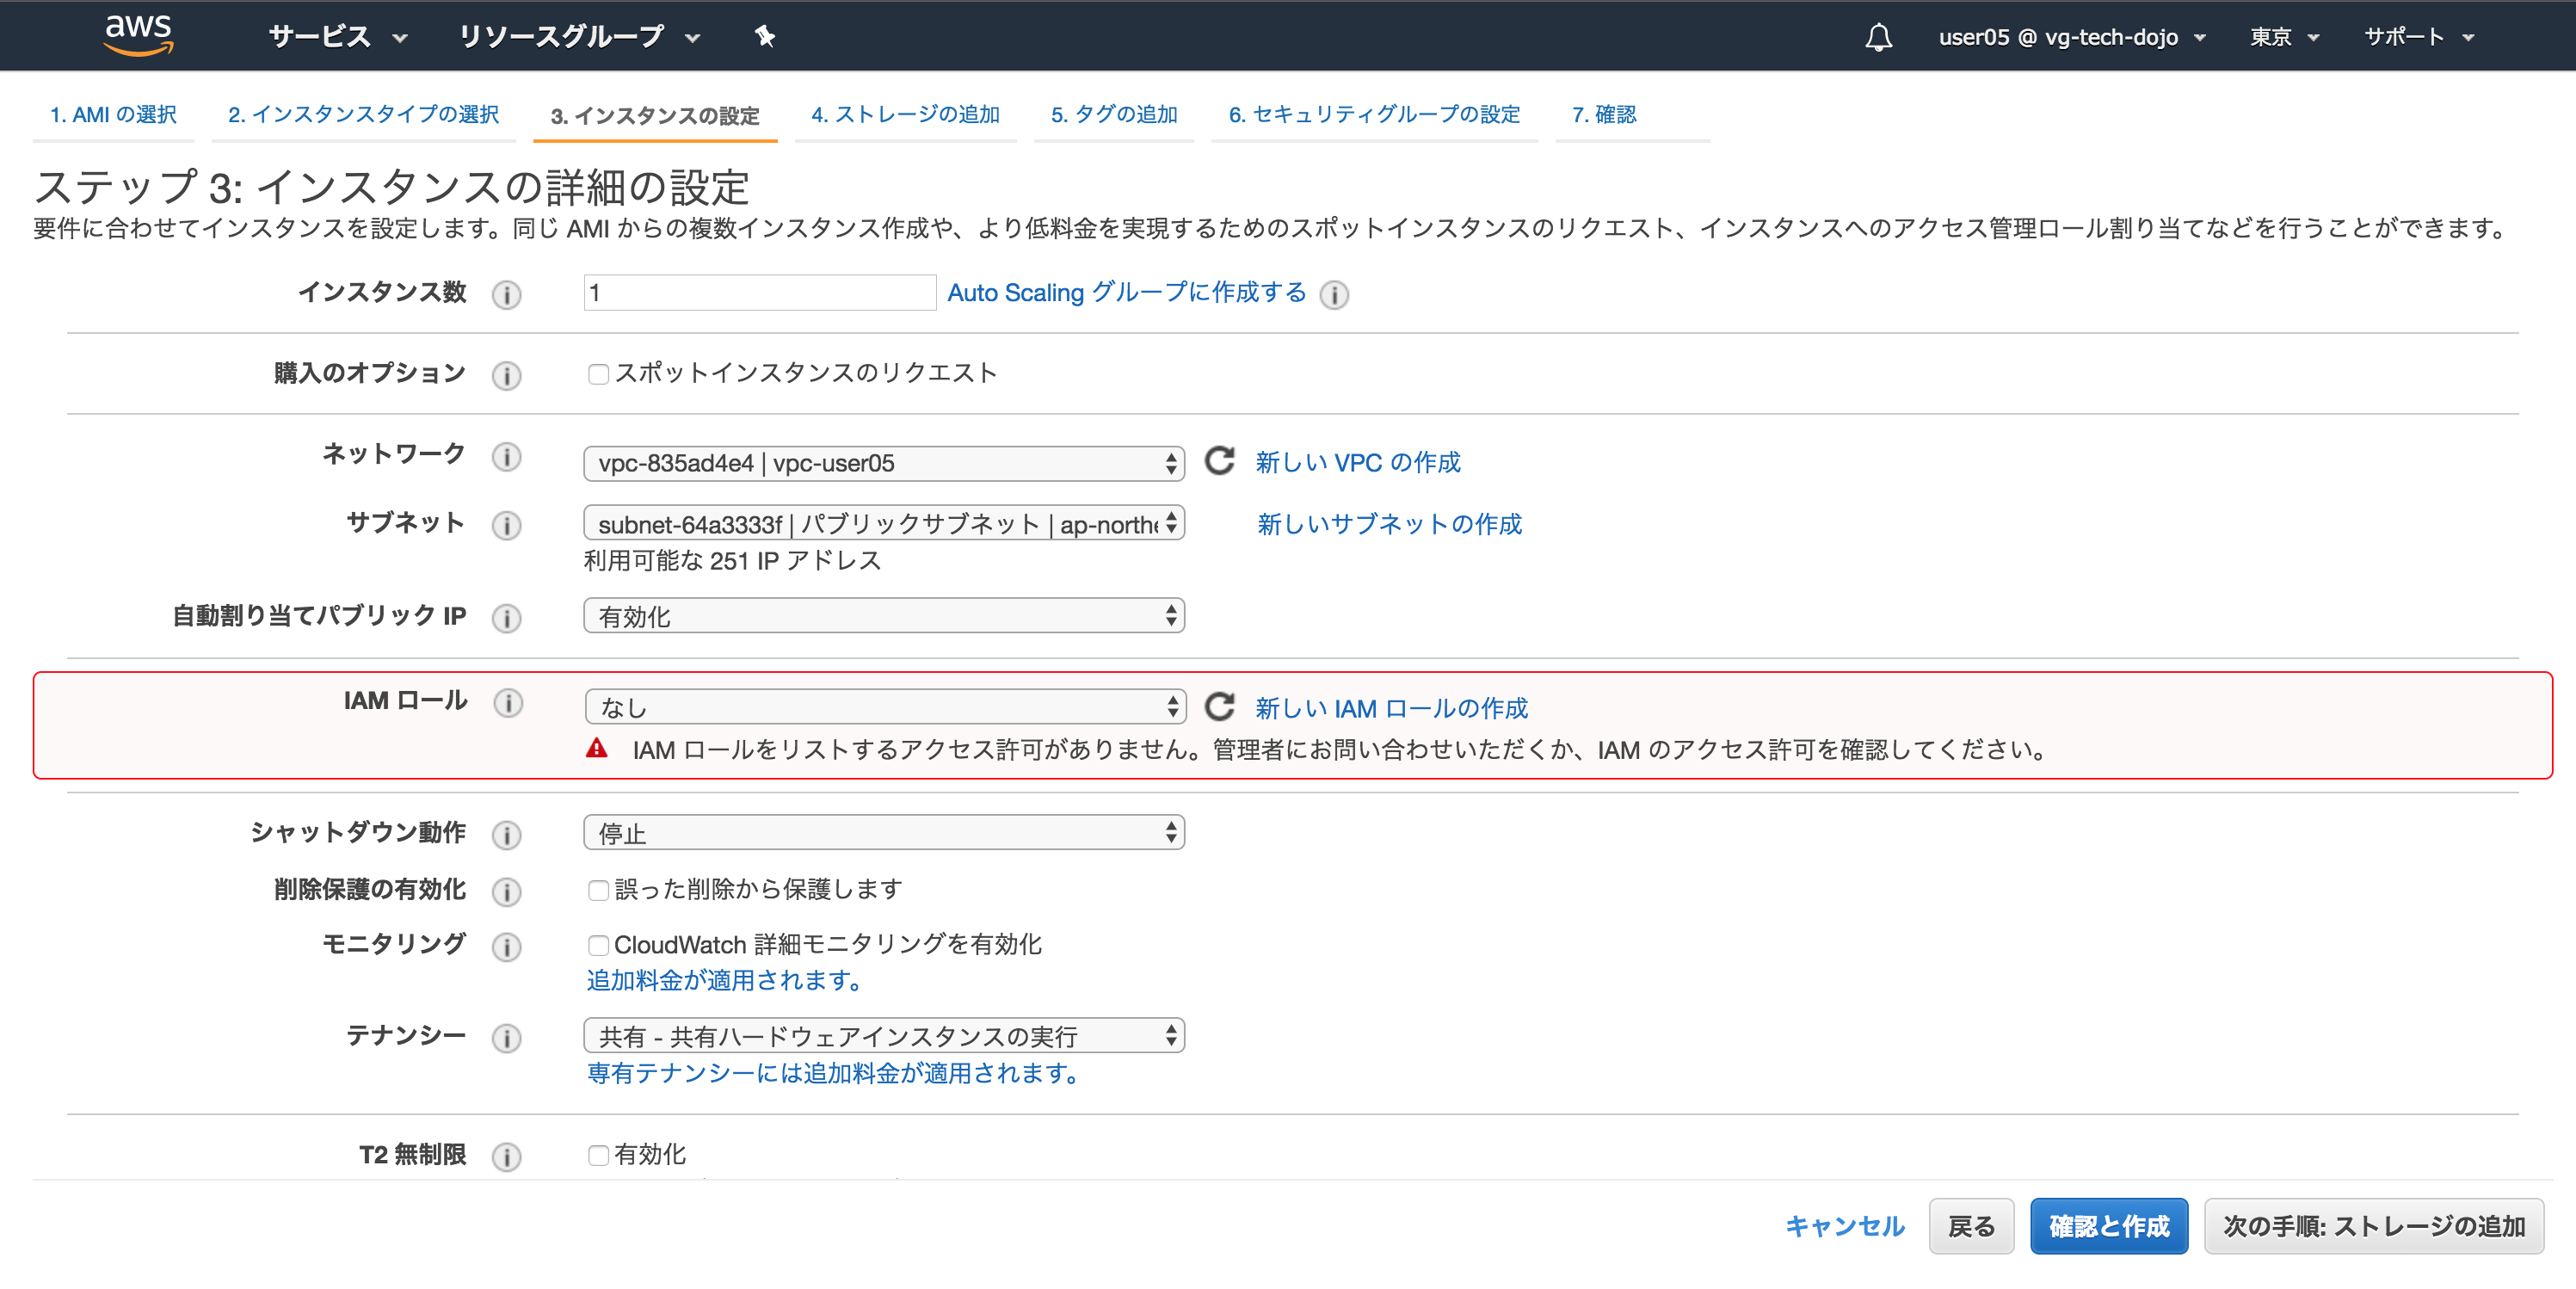 aws サービス リソースグループ user05 @ vg-tech-dojo 東京 サポート
1. AMI の選択 2. インスタンスタイプの選択 3. インスタンスの設定 4. ストレージの追加 5. タグの追加 6. セキュリティグループの設定 7. 確認
ステップ 3: インスタンスの詳細の設定
要件に合わせてインスタンスを設定します。同じ AMI からの複数インスタンス作成や、より低料金を実現するためのスポットインスタンスのリクエスト、インスタンスへのアクセス管理ロール割り当てなどを行うことができます。
インスタンス数 1 Auto Scaling グループに作成する
購入のオプション スポットインスタンスのリクエスト
ネットワーク vpc-835ad4e4 | vpc-user05 新しい VPC の作成
サブネット subnet-64a3333f | パブリックサブネット | ap-northe 新しいサブネットの作成
利用可能な 251 IP アドレス
自動割り当てパブリック IP 有効化
IAM ロール なし 新しい IAM ロールの作成
IAM ロールをリストするアクセス許可がありません。管理者にお問い合わせいただくか、IAM のアクセス許可を確認してください。
シャットダウン動作 停止
削除保護の有効化 誤った削除から保護します
モニタリング CloudWatch 詳細モニタリングを有効化
追加料金が適用されます。
テナンシー 共有 - 共有ハードウェアインスタンスの実行
専有テナンシーには追加料金が適用されます。
T2 無制限 有効化
キャンセル 戻る 確認と作成 次の手順: ストレージの追加